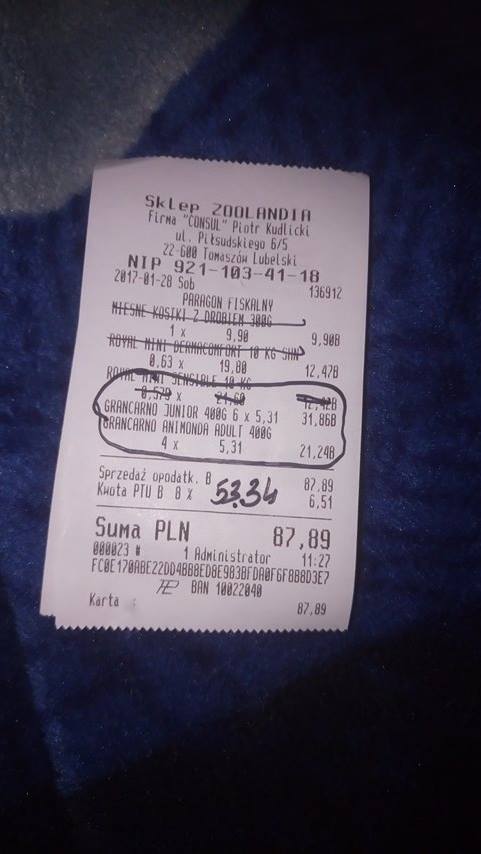 Sklep ZOOLANDIA
Firma "CONSUL" Piotr Kudlicki
ul. Piłsudskiego 6/5
22-600 Tomaszów Lubelski
NIP 921-103-41-18
2017-01-28 Sob 136912
PARAGON FISKALNY
MIESNE KOSTKI Z DROBIEM 300G
1 x 9,90 9,90B
ROYAL MINI DERMACOMFORT 10 KG
0,63 x 19,80 12,47B
ROYAL MINI SENSIBLE 10 KG
0,579 x 21,60 12,42B
GRANCARNO JUNIOR 400G 6 x 5,31 31,86B
GRANCARNO ANIMONDA ADULT 400G
4 x 5,31 21,24B
Sprzedaż opodatk. B 87,89
Kwota PTU B 8 % 6,51
53,34
Suma PLN 87,89
000023 # 1 Administrator 11:27
BAN 10022040
Karta 87,89